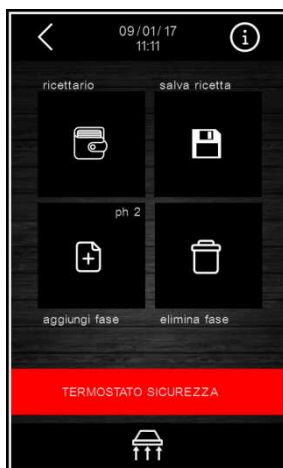 09/01/17
11:11
i
ricettario
salva ricetta
ph 2
aggiungi fase
elimina fase
TERMOSTATO SICUREZZA